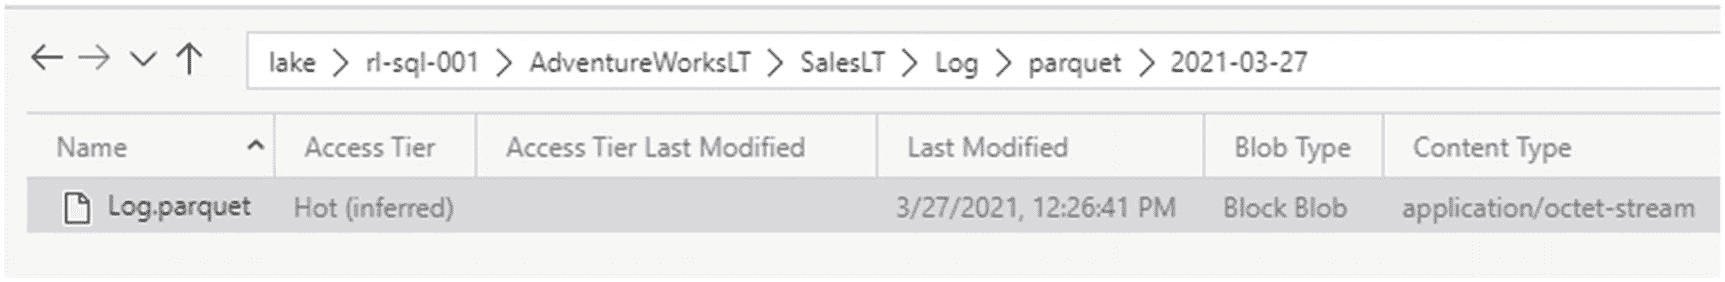 lake > rl-sql-001 > AdventureWorksLT > SalesLT > Log > parquet > 2021-03-27
Name Access Tier Access Tier Last Modified Last Modified Blob Type Content Type
Log.parquet Hot (inferred) 3/27/2021, 12:26:41 PM Block Blob application/octet-stream